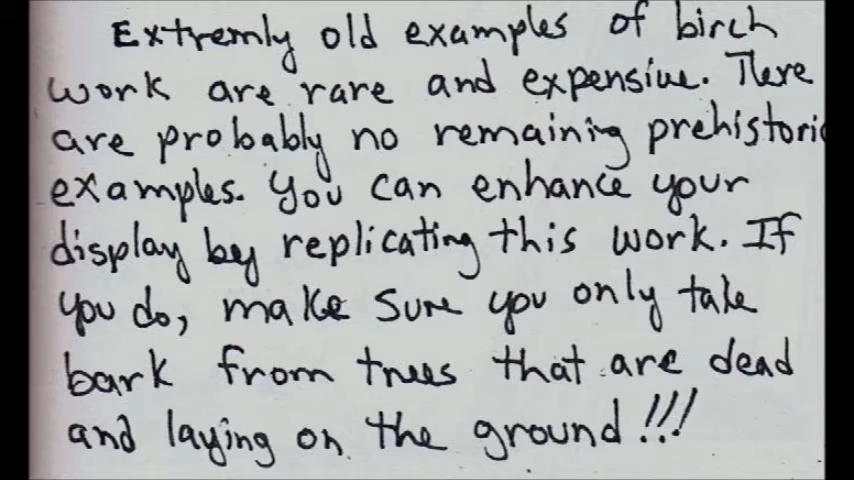 Extremly old examples of birch
work are rare and expensive. There
are probably no remaining prehistoric
examples. You can enhance your
display by replicating this work. If
you do, make sure you only take
bark from trees that are dead
and laying on the ground!!!